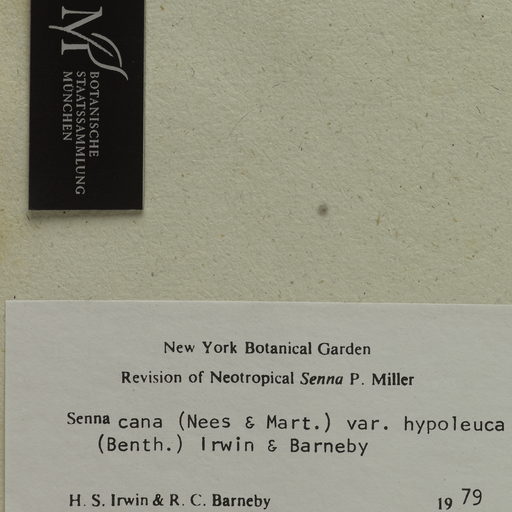 M
BOTANISCHE
STAATSSAMMLUNG
MÜNCHEN
New York Botanical Garden
Revision of Neotropical Senna P. Miller
Senna cana (Nees & Mart.) var. hypoleuca
(Benth.) Irwin & Barneby
H. S. Irwin & R. C. Barneby 19 79